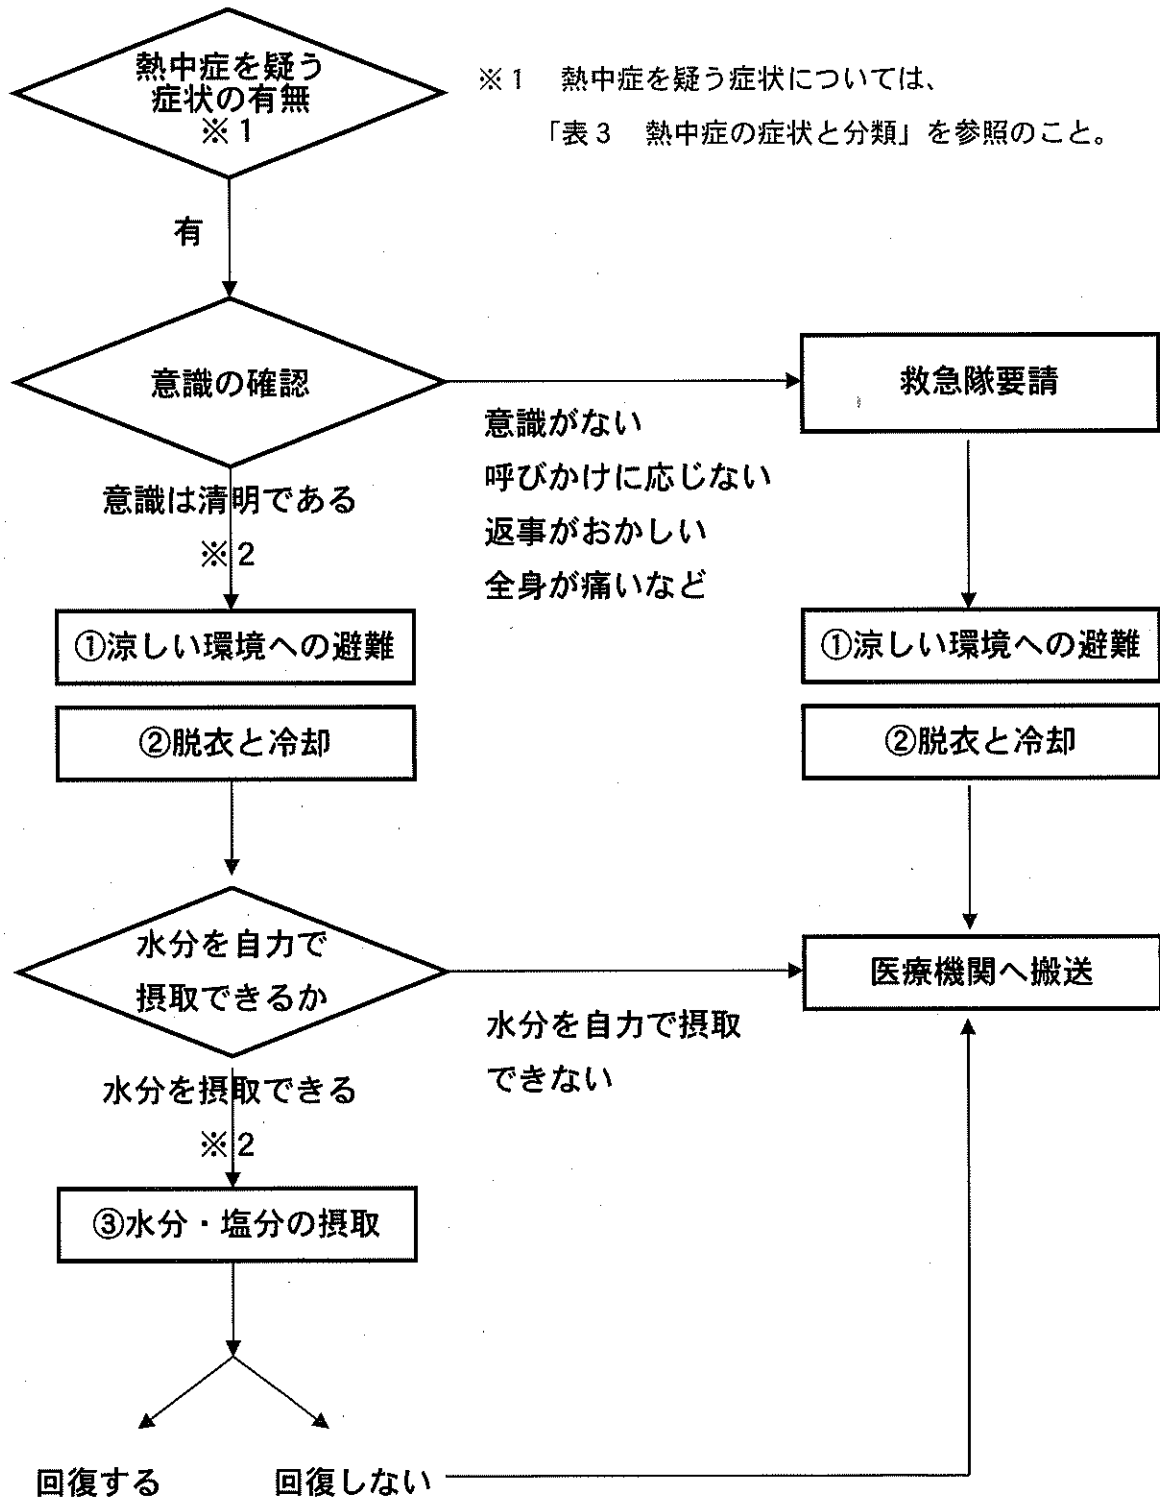 熱中症を疑う
症状の有無
※1
※1　熱中症を疑う症状については、
「表3　熱中症の症状と分類」を参照のこと。
有
意識の確認
救急隊要請
意識がない
呼びかけに応じない
返事がおかしい
全身が痛いなど
意識は清明である
※2
①涼しい環境への避難
②脱衣と冷却
①涼しい環境への避難
②脱衣と冷却
水分を自力で
摂取できるか
医療機関へ搬送
水分を自力で摂取
できない
水分を摂取できる
※2
③水分・塩分の摂取
回復する
回復しない